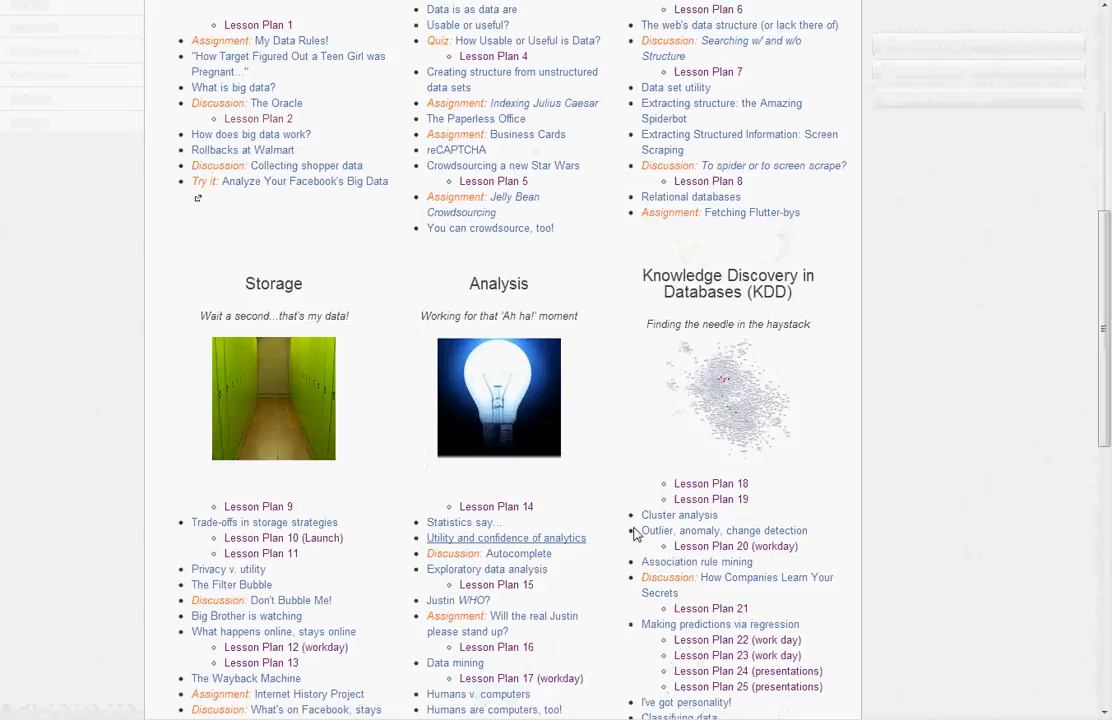 Lesson Plan 1
Assignment: My Data Rules!
"How Target Figured Out a Teen Girl was
Pregnant..."
What is big data?
Discussion: The Oracle
Lesson Plan 2
How does big data work?
Rollbacks at Walmart
Discussion: Collecting shopper data
Try it: Analyze Your Facebook's Big Data
Data is as data are
Usable or useful?
Quiz: How Usable or Useful is Data?
Lesson Plan 4
Creating structure from unstructured
data sets
Assignment: Indexing Julius Caesar
The Paperless Office
Assignment: Business Cards
reCAPTCHA
Crowdsourcing a new Star Wars
Lesson Plan 5
Assignment: Jelly Bean
Crowdsourcing
You can crowdsource, too!
Lesson Plan 6
The web's data structure (or lack there of)
Discussion: Searching w/ and w/o
Structure
Lesson Plan 7
Data set utility
Extracting structure: the Amazing
Spiderbot
Extracting Structured Information: Screen
Scraping
Discussion: To spider or to screen scrape?
Lesson Plan 8
Relational databases
Assignment: Fetching Flutter-bys
Storage
Wait a second...that's my data!
Lesson Plan 9
Trade-offs in storage strategies
Lesson Plan 10 (Launch)
Lesson Plan 11
Privacy v. utility
The Filter Bubble
Discussion: Don't Bubble Me!
Big Brother is watching
What happens online, stays online
Lesson Plan 12 (workday)
Lesson Plan 13
The Wayback Machine
Assignment: Internet History Project
Discussion: What's on Facebook, stays
Analysis
Working for that 'Ah ha!' moment
Lesson Plan 14
Statistics say...
Utility and confidence of analytics
Discussion: Autocomplete
Exploratory data analysis
Lesson Plan 15
Justin WHO?
Assignment: Will the real Justin
please stand up?
Lesson Plan 16
Data mining
Lesson Plan 17 (workday)
Humans v. computers
Humans are computers, too!
Knowledge Discovery in
Databases (KDD)
Finding the needle in the haystack
Lesson Plan 18
Lesson Plan 19
Cluster analysis
Outlier, anomaly, change detection
Lesson Plan 20 (workday)
Association rule mining
Discussion: How Companies Learn Your
Secrets
Lesson Plan 21
Making predictions via regression
Lesson Plan 22 (work day)
Lesson Plan 23 (work day)
Lesson Plan 24 (presentations)
Lesson Plan 25 (presentations)
I've got personality!
Classifying data